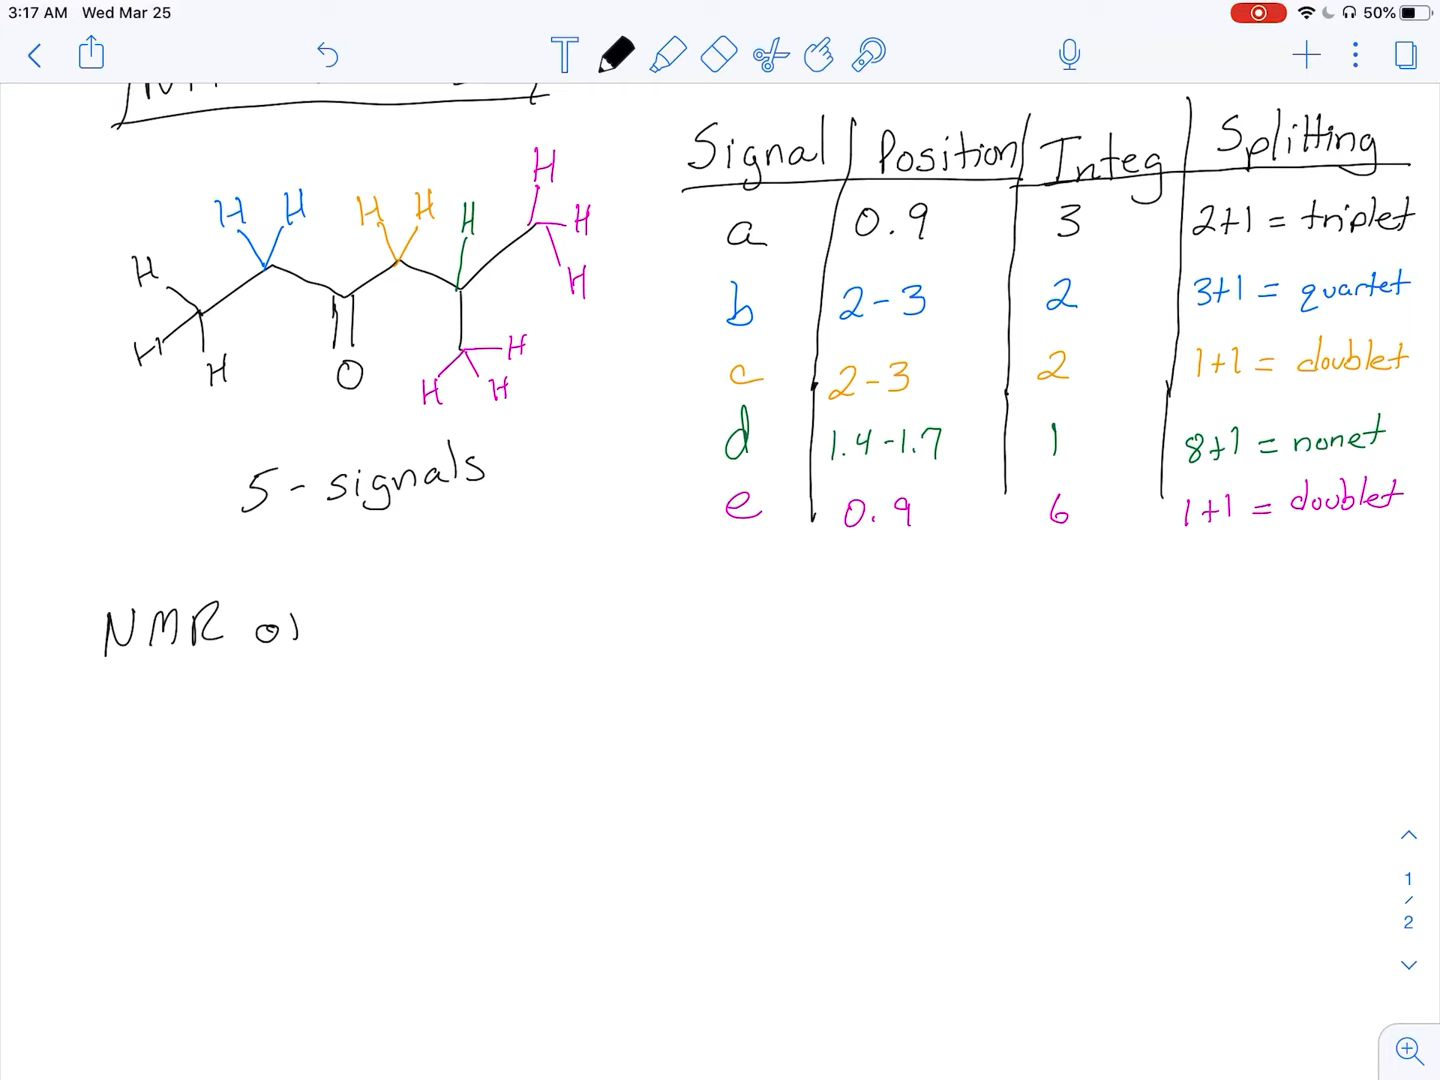 3:17 AM Wed Mar 25 50%
T
Signal Position Integ Splitting
a 0.9 3 2+1 = triplet
b 2-3 2 3+1 = quartet
c 2-3 2 1+1 = doublet
d 1.4-1.7 1 8+1 = nonet
e 0.9 6 1+1 = doublet
H
H H H H H H
H H
H H H
H O H H
5-signals
NMR
1
/
2